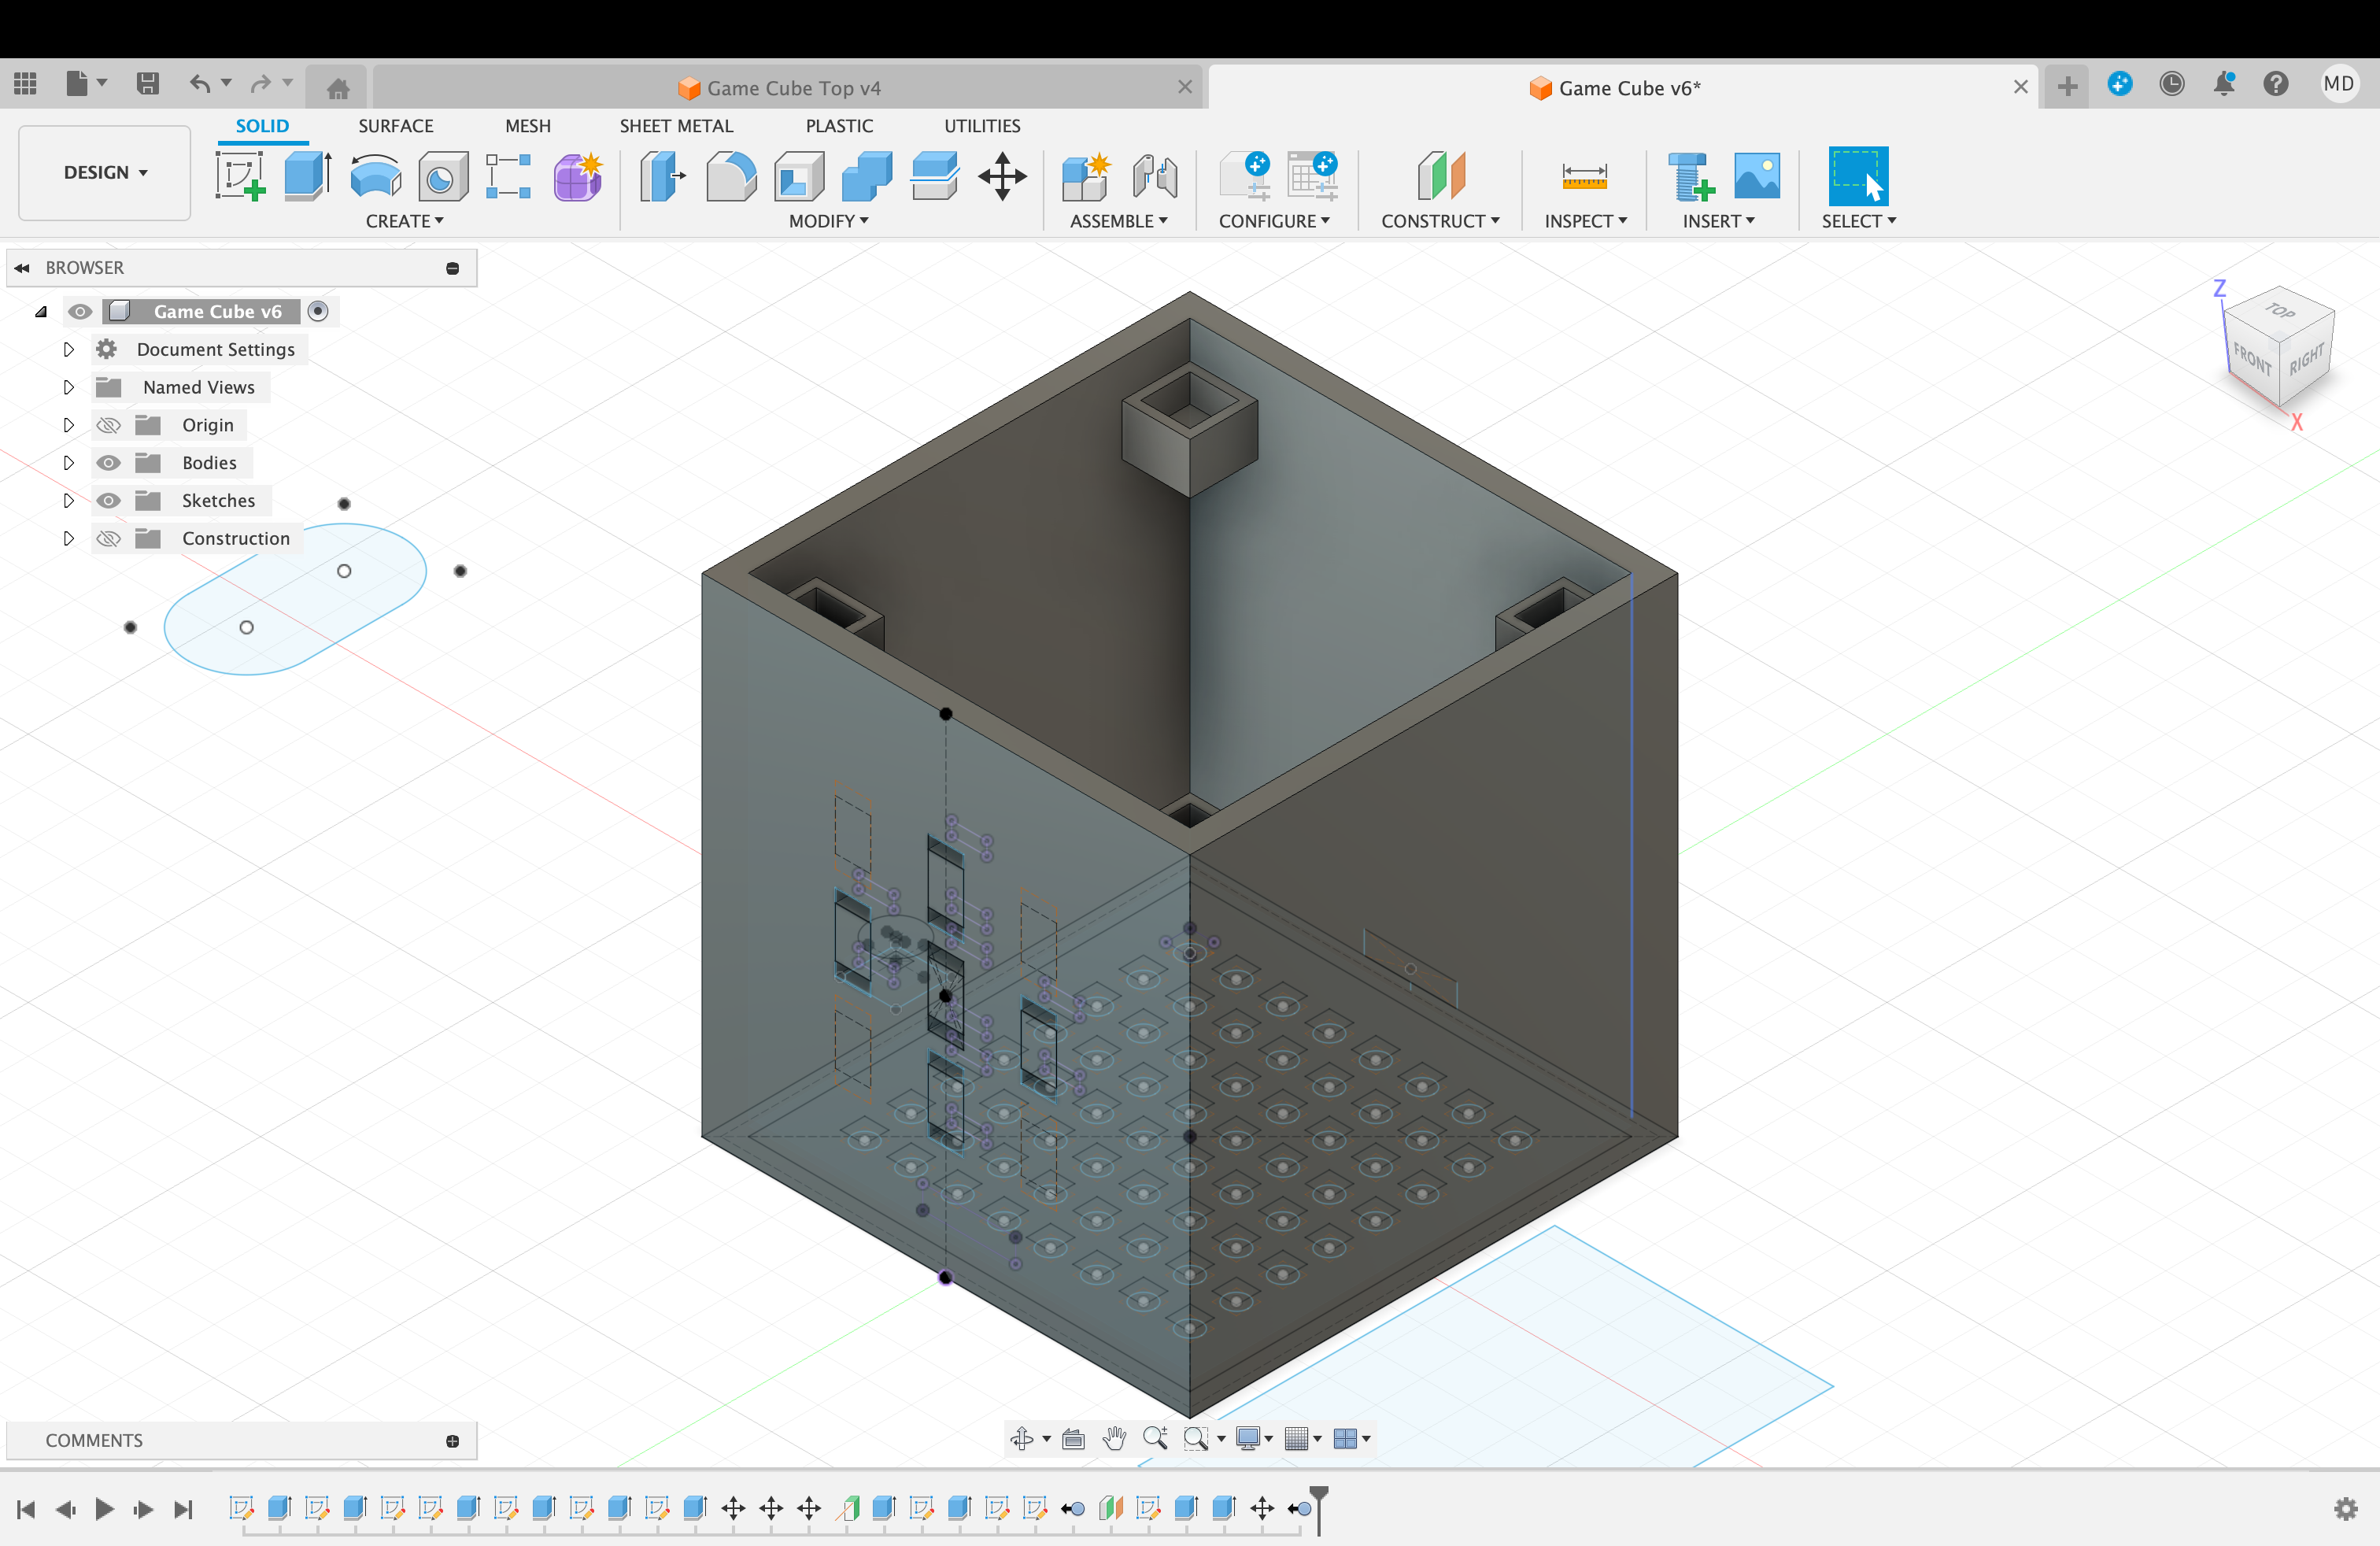 Game Cube Top v4
Game Cube v6*
MD
SOLID SURFACE MESH SHEET METAL PLASTIC UTILITIES
DESIGN
CREATE MODIFY ASSEMBLE CONFIGURE CONSTRUCT INSPECT INSERT SELECT
BROWSER
Game Cube v6
Document Settings
Named Views
Origin
Bodies
Sketches
Construction
Z
TOP
FRONT RIGHT
X
COMMENTS